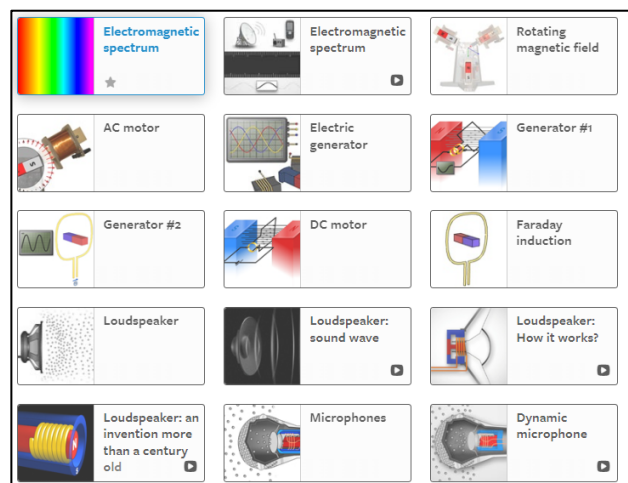 Electromagnetic
spectrum
Electromagnetic
spectrum
Rotating
magnetic field
AC motor
Electric
generator
Generator #1
Generator #2
DC motor
Faraday
induction
Loudspeaker
Loudspeaker:
sound wave
Loudspeaker:
How it works?
Loudspeaker: an
invention more
than a century
old
Microphones
Dynamic
microphone